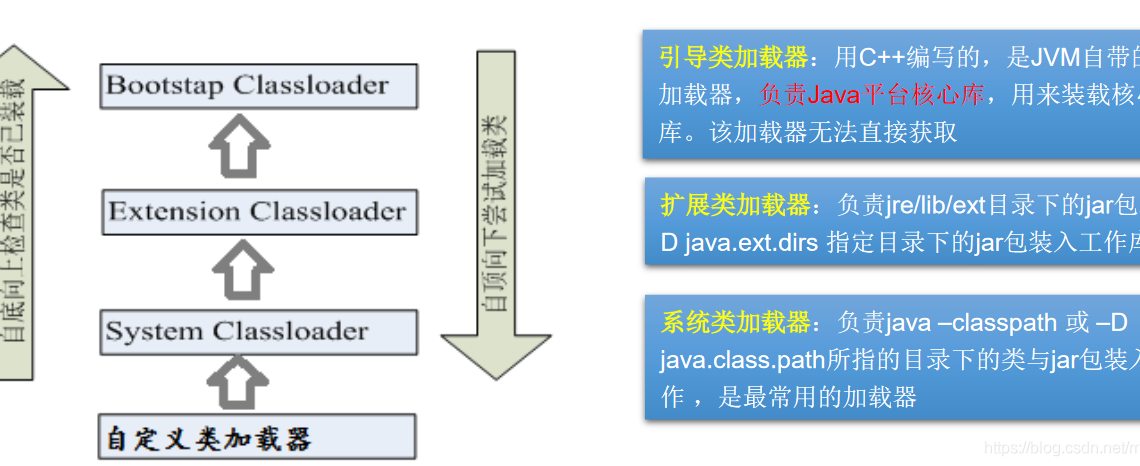 自底向上检查类是否已装载
Bootstap Classloader
Extension Classloader
System Classloader
自定义类加载器
自顶向下尝试加载类
引导类加载器：用C++编写的，是JVM自带的
加载器，负责Java平台核心库，用来装载核
库。该加载器无法直接获取
扩展类加载器：负责jre/lib/ext目录下的jar包
D java.ext.dirs 指定目录下的jar包装入工作库
系统类加载器：负责java –classpath 或 –D
java.class.path所指的目录下的类与jar包装入
作 ，是最常用的加载器
https://blog.csdn.net/m